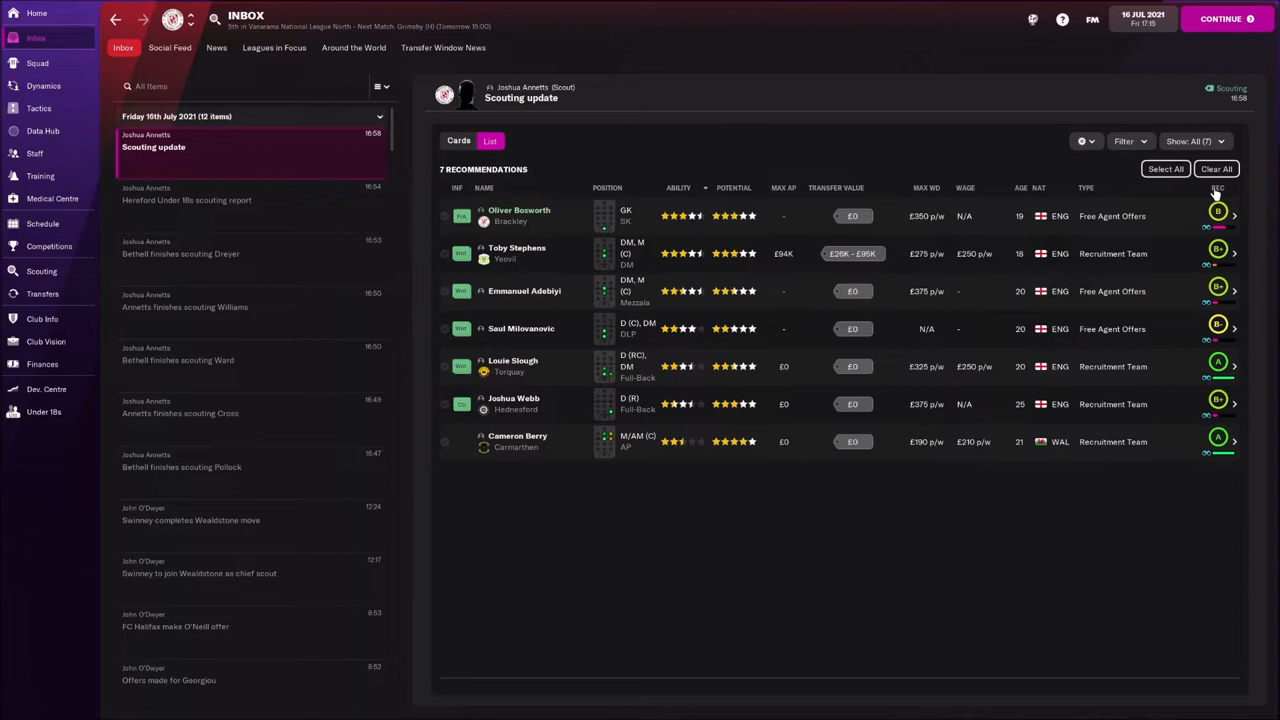 Home
INBOX
5th in Vanarama National League North - Next Match: Grimsby (H) (Tomorrow 15:00)
FM
16 JUL 2021
Fri 17:15
CONTINUE
Inbox
Squad
Dynamics
Tactics
Data Hub
Staff
Training
Medical Centre
Schedule
Competitions
Scouting
Transfers
Club Info
Club Vision
Finances
Dev. Centre
Under 18s
Inbox
Social Feed
News
Leagues in Focus
Around the World
Transfer Window News
All Items
Friday 16th July 2021 (12 items)
Joshua Annetts 16:58
Scouting update
Joshua Annetts 16:54
Hereford Under 18s scouting report
Joshua Annetts 16:53
Bethell finishes scouting Dreyer
Joshua Annetts 16:50
Annetts finishes scouting Williams
Joshua Annetts 16:50
Bethell finishes scouting Ward
Joshua Annetts 16:49
Annetts finishes scouting Cross
Joshua Annetts 16:47
Bethell finishes scouting Pollock
John O'Dwyer 12:24
Swinney completes Wealdstone move
John O'Dwyer 12:17
Swinney to join Wealdstone as chief scout
John O'Dwyer 8:53
FC Halifax make O'Neill offer
John O'Dwyer 8:52
Offers made for Georgiou
Joshua Annetts (Scout)
Scouting update
Scouting
16:58
Cards
List
Filter
Show: All (7)
7 RECOMMENDATIONS
Select All
Clear All
INF NAME POSITION ABILITY POTENTIAL MAX AP TRANSFER VALUE MAX WD WAGE AGE NAT TYPE REC
FrA Oliver Bosworth GK - £0 £350 p/w N/A 19 ENG Free Agent Offers B
Brackley SK
Wnt Toby Stephens DM, M (C) £94K £26K - £95K £275 p/w £250 p/w 18 ENG Recruitment Team B+
Yeovil DM
Wnt Emmanuel Adebiyi DM, M (C) - £0 £375 p/w - 20 ENG Free Agent Offers B+
Mezzala
Wnt Saul Milovanovic D (C), DM - £0 N/A - 20 ENG Free Agent Offers B-
DLP
Wnt Louie Slough D (RC), DM £0 £0 £325 p/w £250 p/w 20 ENG Recruitment Team A
Torquay Full-Back
Ctr Joshua Webb D (R) £0 £0 £375 p/w N/A 25 ENG Recruitment Team B+
Hednesford Full-Back
Cameron Berry M/AM (C) £0 £0 £190 p/w £210 p/w 21 WAL Recruitment Team A
Carmarthen AP